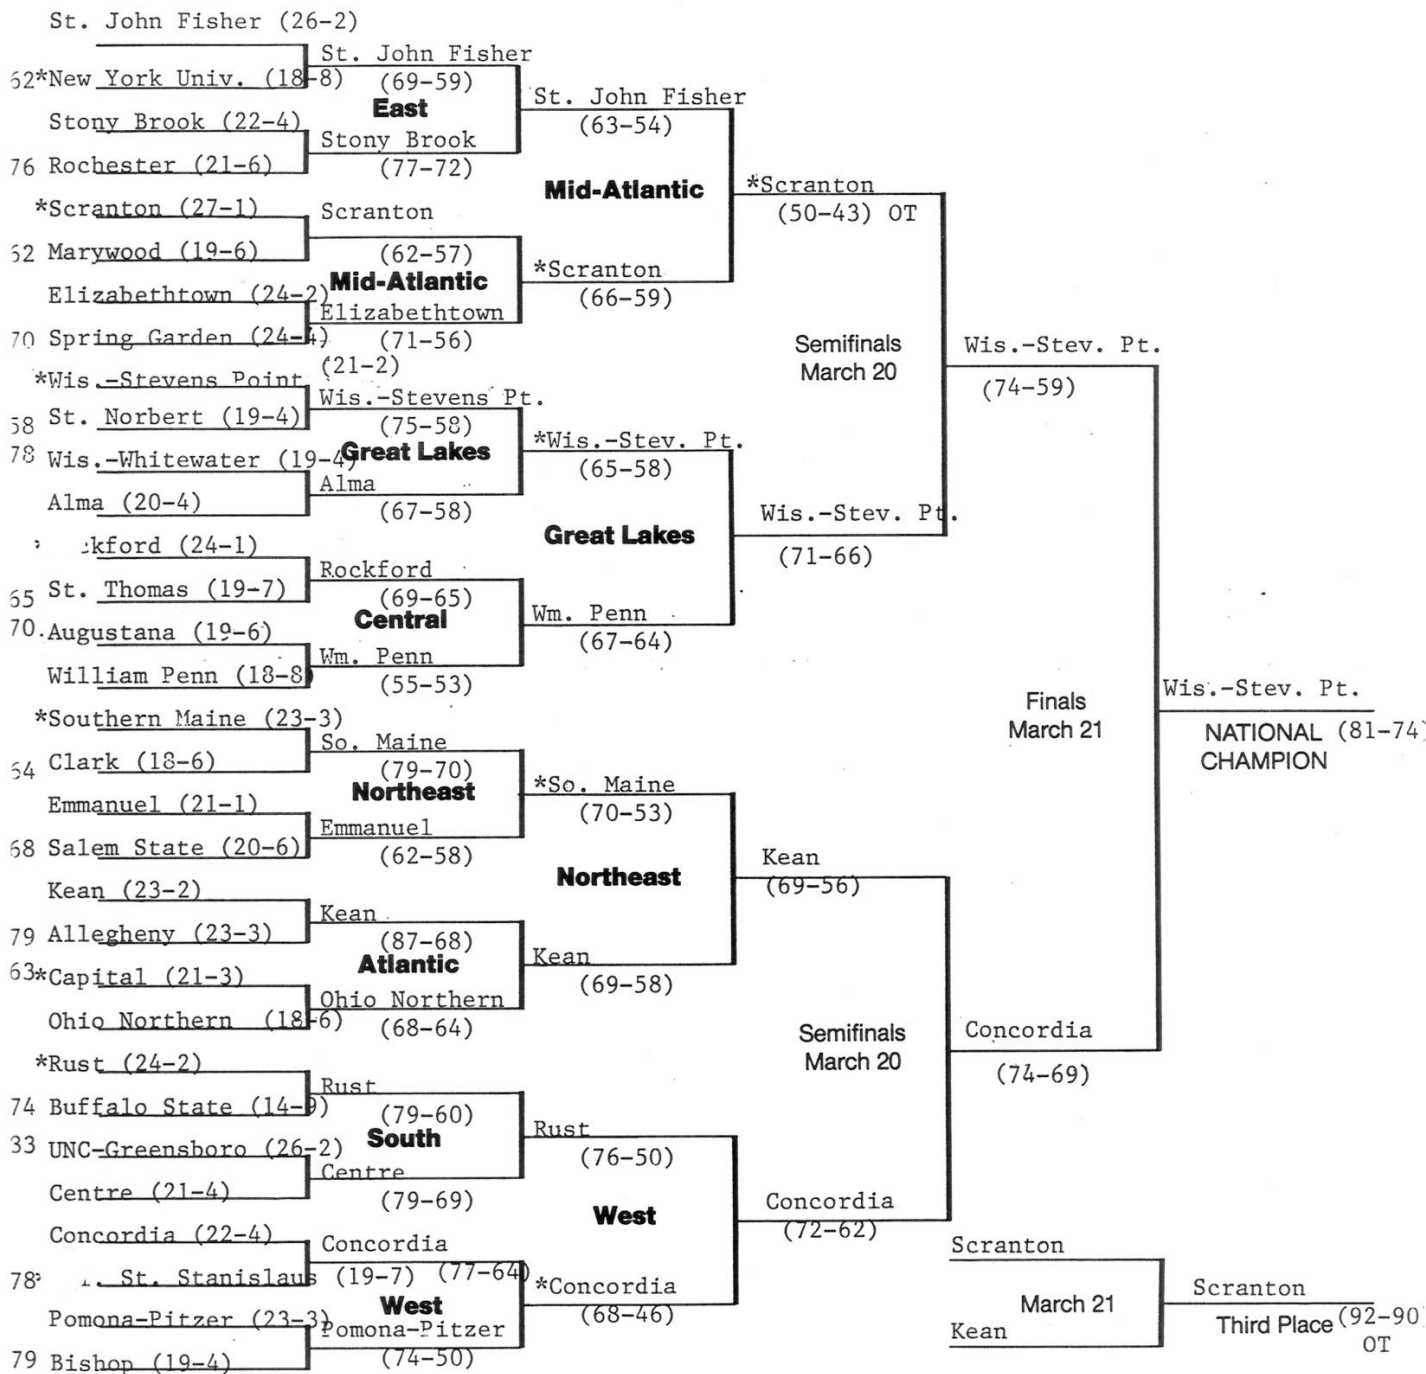 St. John Fisher (26-2)
St. John Fisher
62 *New York Univ. (18-8)
(69-59)
East
St. John Fisher
(63-54)
Stony Brook (22-4)
Stony Brook
76 Rochester (21-6)
(77-72)
Mid-Atlantic
*Scranton
(50-43) OT
*Scranton (27-1)
Scranton
62 Marywood (19-6)
(62-57)
Mid-Atlantic
*Scranton
(66-59)
Elizabethtown (24-2)
Elizabethtown
70 Spring Garden (24-4)
(71-56)
Semifinals
March 20
Wis.-Stev. Pt.
(74-59)
(21-2)
*Wis.-Stevens Point
Wis.-Stevens Pt.
58 St. Norbert (19-4)
(75-58)
*Wis.-Stev. Pt.
(65-58)
78 Wis.-Whitewater (19-4)
Great Lakes
Alma
Alma (20-4)
(67-58)
Great Lakes
Wis.-Stev. Pt.
(71-66)
ckford (24-1)
Rockford
65 St. Thomas (19-7)
(69-65)
Central
Wm. Penn
(67-64)
70. Augustana (19-6)
Wm. Penn
William Penn (18-8)
(55-53)
Finals
March 21
Wis.-Stev. Pt.
NATIONAL (81-74)
CHAMPION
*Southern Maine (23-3)
So. Maine
64 Clark (18-6)
(79-70)
Northeast
*So. Maine
(70-53)
Emmanuel (21-1)
Emmanuel
68 Salem State (20-6)
(62-58)
Northeast
Kean
(69-56)
Kean (23-2)
Kean
79 Allegheny (23-3)
(87-68)
Atlantic
Kean
(69-58)
63 *Capital (21-3)
Ohio Northern
Ohio Northern (18-6)
(68-64)
Semifinals
March 20
Concordia
(74-69)
*Rust (24-2)
Rust
74 Buffalo State (14-9)
(79-60)
South
Rust
(76-50)
33 UNC-Greensboro (26-2)
Centre
Centre (21-4)
(79-69)
West
Concordia
(72-62)
Concordia (22-4)
Concordia
78 St. Stanislaus (19-7) (77-64)
West
*Concordia
(68-46)
Pomona-Pitzer (23-3)
Pomona-Pitzer
79 Bishop (19-4)
(74-50)
Scranton
March 21
Kean
Scranton
Third Place (92-90)
OT